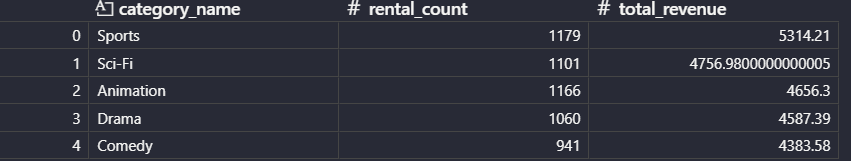 category_name # rental_count # total_revenue
0 Sports 1179 5314.21
1 Sci-Fi 1101 4756.9800000000005
2 Animation 1166 4656.3
3 Drama 1060 4587.39
4 Comedy 941 4383.58